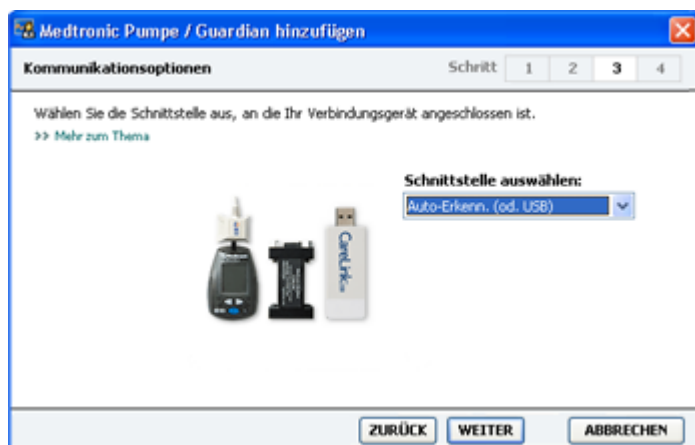 Medtronic Pumpe / Guardian hinzufügen
Kommunikationsoptionen
Schritt 1 2 3 4
Wählen Sie die Schnittstelle aus, an die Ihr Verbindungsgerät angeschlossen ist.
>> Mehr zum Thema
Schnittstelle auswählen:
Auto-Erkenn. (od. USB)
CareLink
ZURÜCK WEITER ABBRECHEN